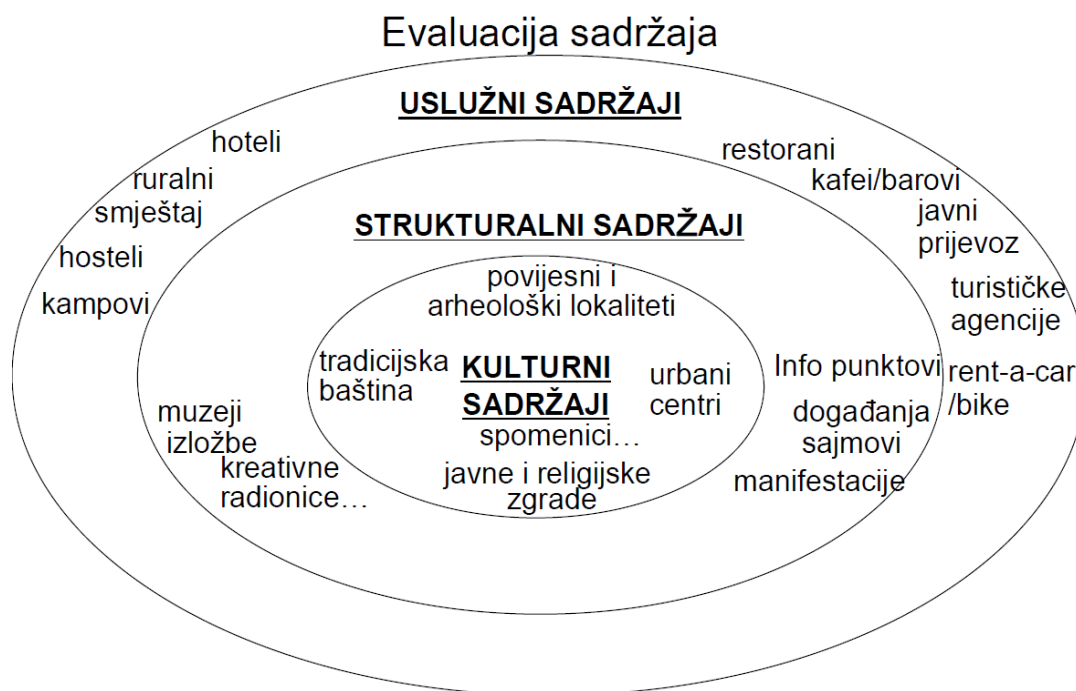 Evaluacija sadržaja
USLUŽNI SADRŽAJI
hoteli
ruralni
smještaj
hosteli
kampovi
restorani
kafei/barovi
javni
prijevoz
turističke
agencije
rent-a-car
/bike
STRUKTURALNI SADRŽAJI
muzeji
izložbe
kreativne
radionice…
Info punktovi
događanja
sajmovi
manifestacije
povijesni i
arheološki lokaliteti
tradicijska
baština
KULTURNI
SADRŽAJI
spomenici…
urbani
centri
javne i religijske
zgrade